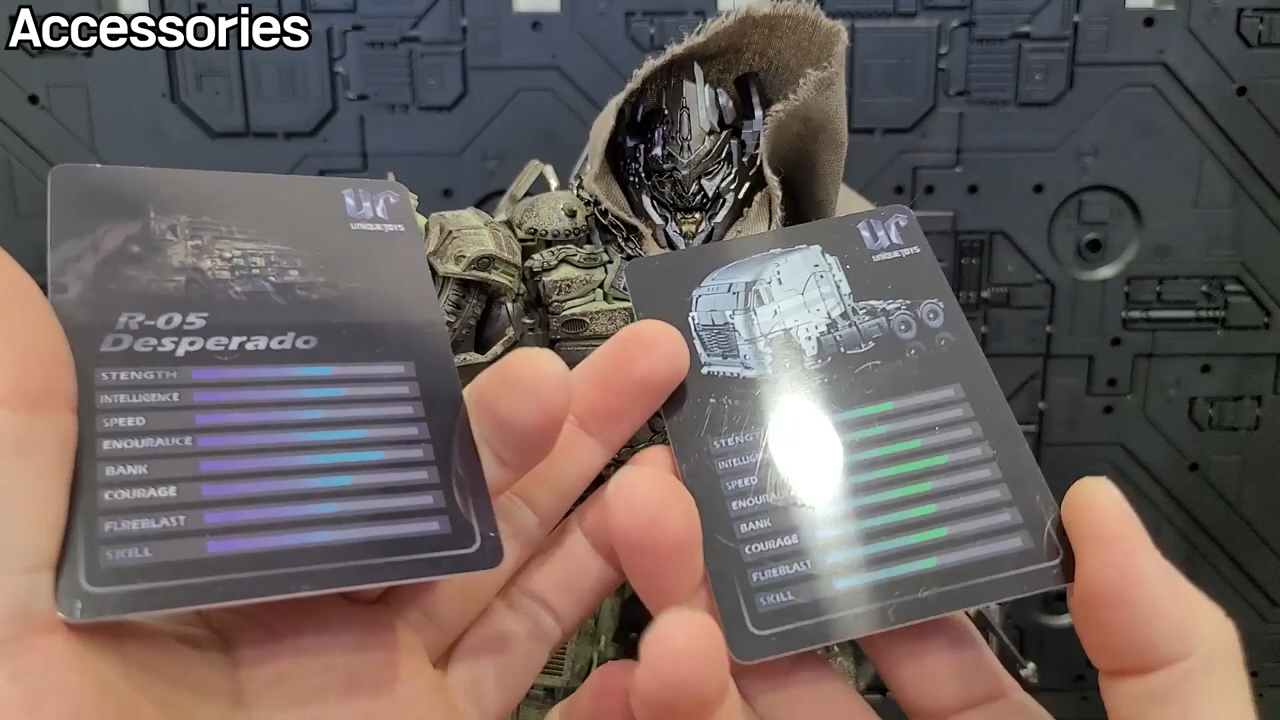 Accessories
UT
UNIQUETOYS
R-05
Desperado
STENGTH
INTELLIGENCE
SPEED
ENOURAUCE
BANK
COURAGE
FLREBLAST
SKILL
UT
UNIQUETOYS
STENG
INTELLIG
SPEED
ENOURAU
BANK
COURAGE
FLREBLAST
SKILL